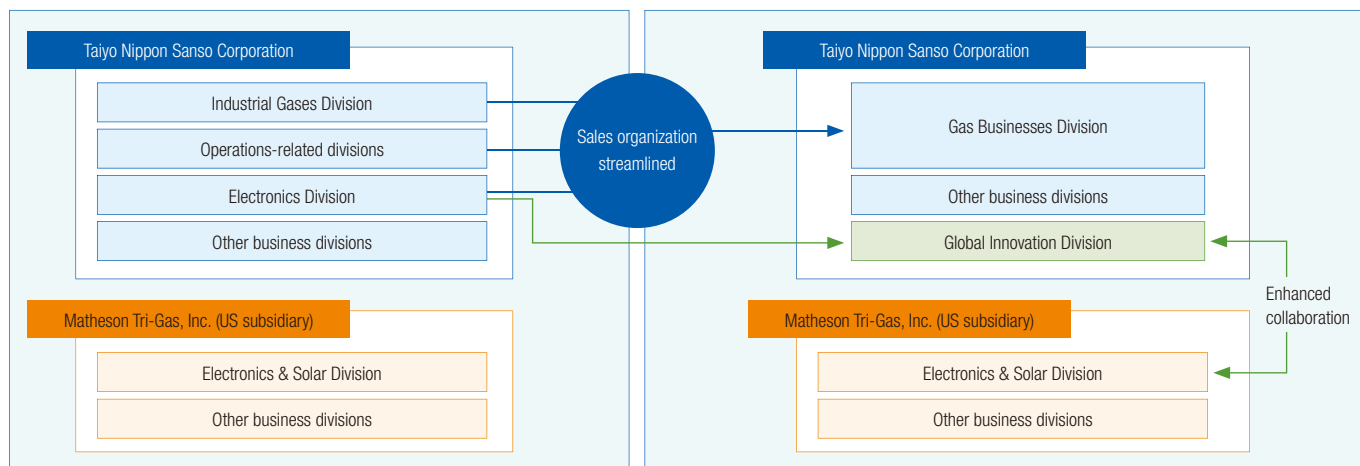 Taiyo Nippon Sanso Corporation
Industrial Gases Division
Operations-related divisions
Electronics Division
Other business divisions
Matheson Tri-Gas, Inc. (US subsidiary)
Electronics & Solar Division
Other business divisions
Sales organization
streamlined
Taiyo Nippon Sanso Corporation
Gas Businesses Division
Other business divisions
Global Innovation Division
Matheson Tri-Gas, Inc. (US subsidiary)
Electronics & Solar Division
Other business divisions
Enhanced
collaboration